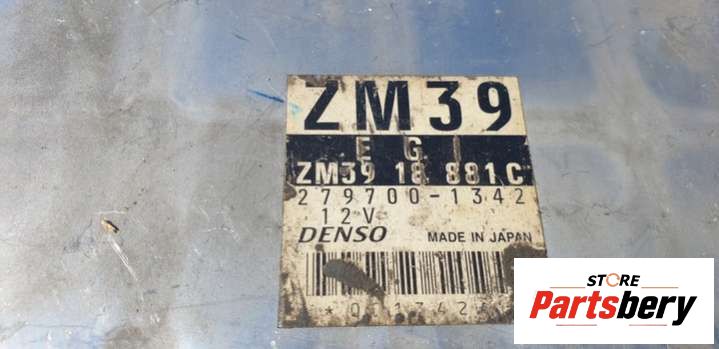 ZM39
E G I
ZM39 18 881C
279700-1342
12V
DENSO MADE IN JAPAN
STORE
Partsbery